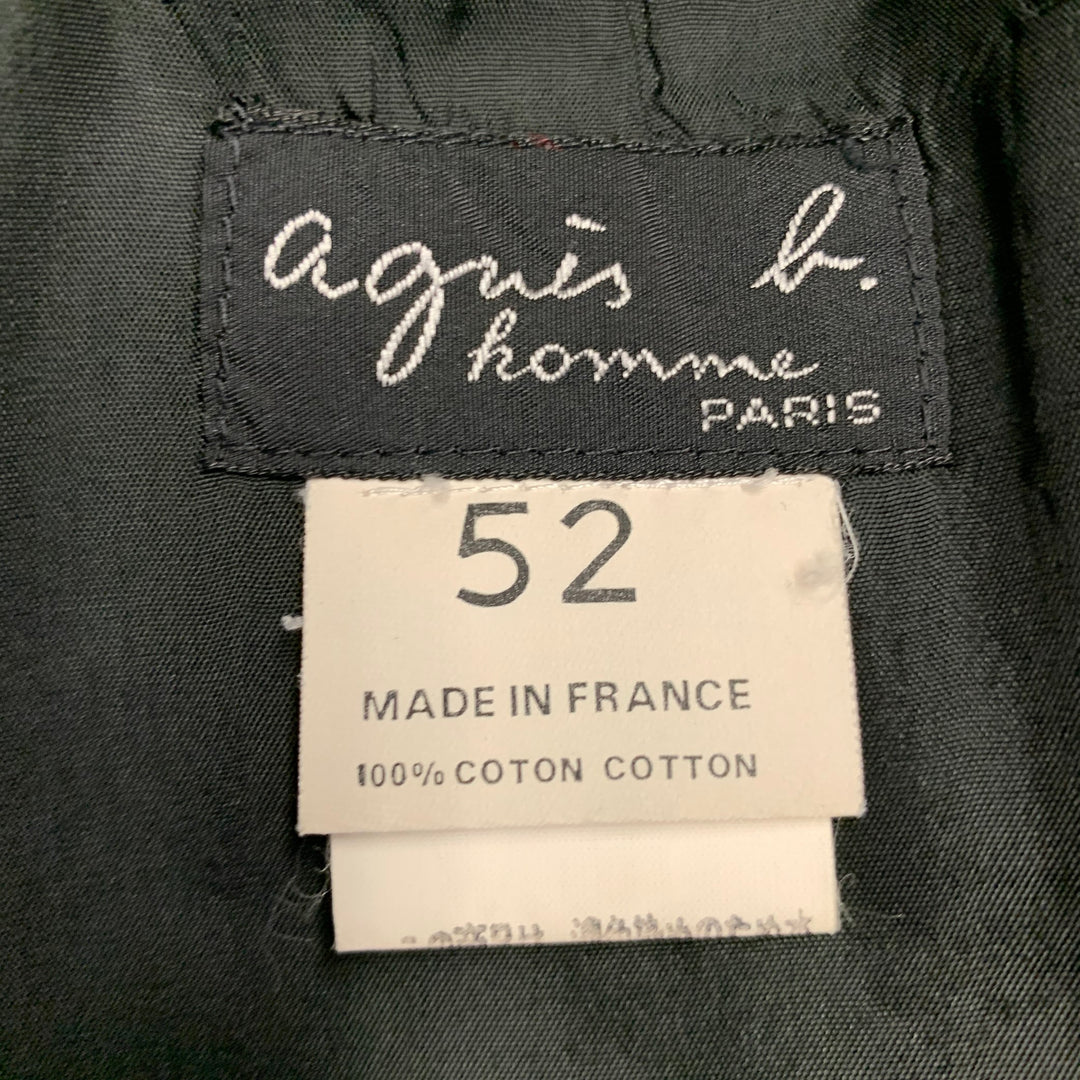 agnès b.
homme
PARIS
52
MADE IN FRANCE
100% COTON COTTON